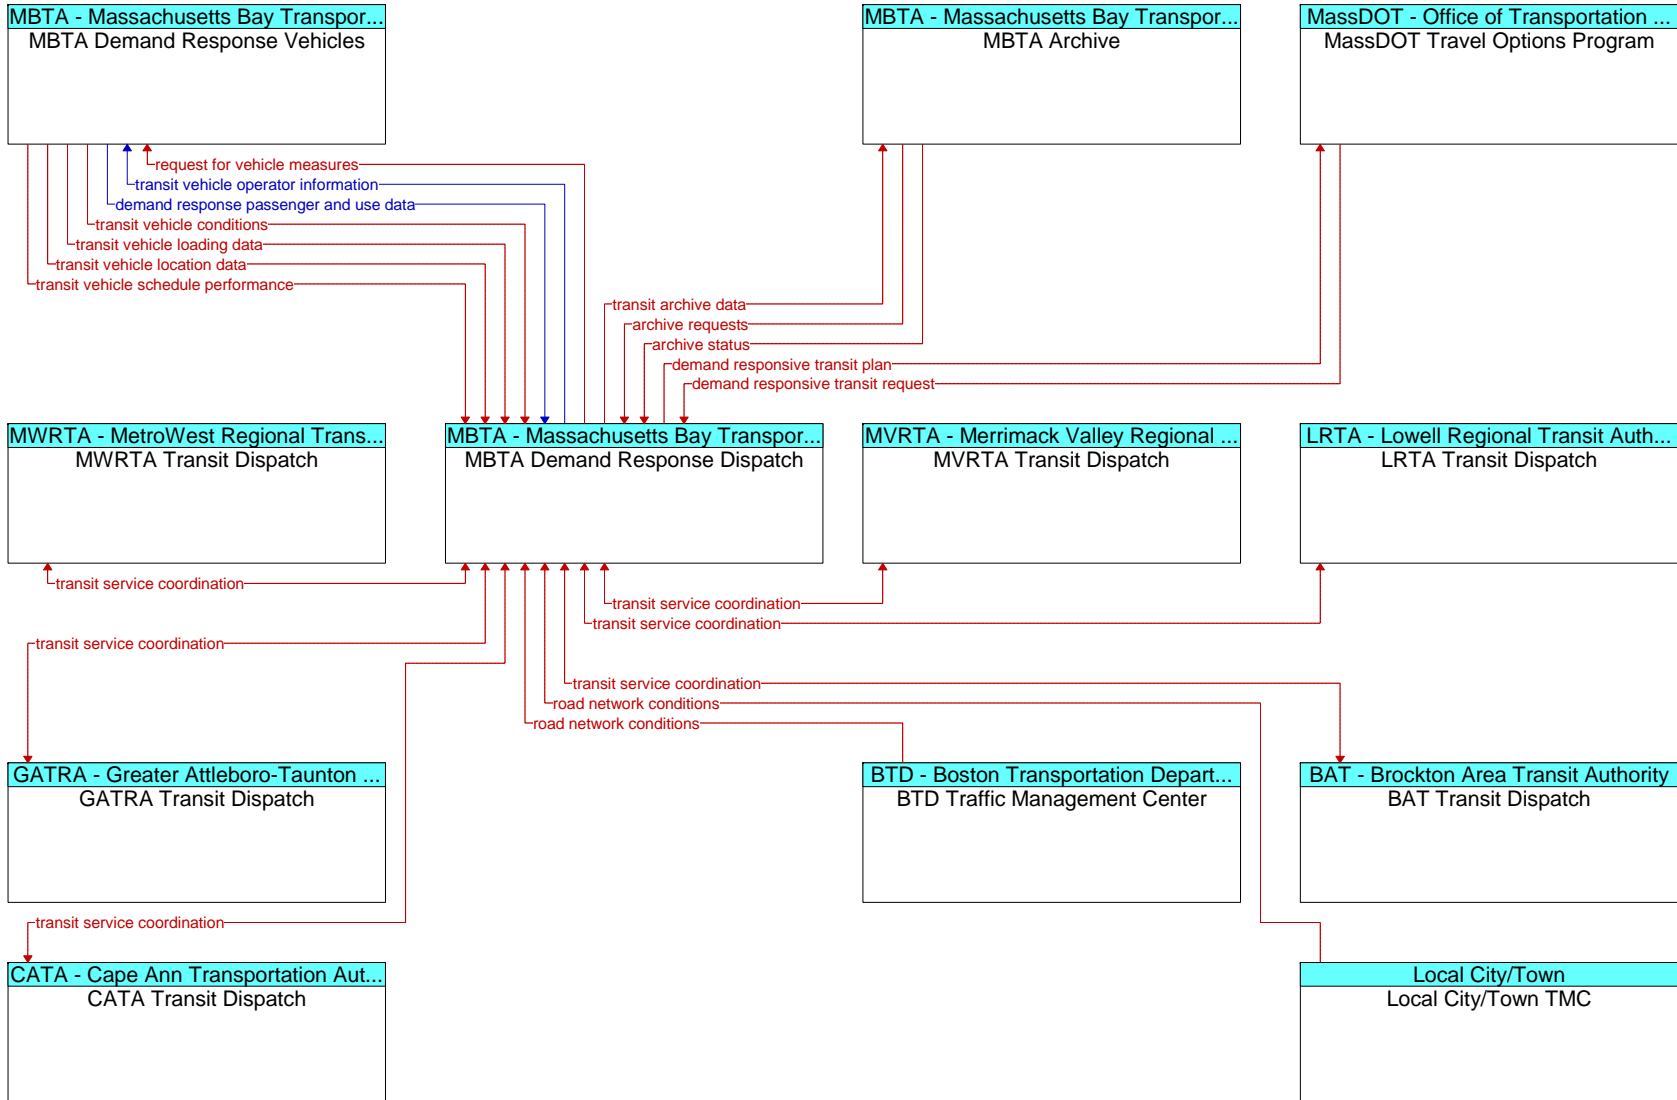 MBTA - Massachusetts Bay Transpor...
MBTA Demand Response Vehicles
MBTA - Massachusetts Bay Transpor...
MBTA Archive
MassDOT - Office of Transportation ...
MassDOT Travel Options Program
request for vehicle measures
transit vehicle operator information
demand response passenger and use data
transit vehicle conditions
transit vehicle loading data
transit vehicle location data
transit vehicle schedule performance
transit archive data
archive requests
archive status
demand responsive transit plan
demand responsive transit request
MWRTA - MetroWest Regional Trans...
MWRTA Transit Dispatch
MBTA - Massachusetts Bay Transpor...
MBTA Demand Response Dispatch
MVRTA - Merrimack Valley Regional ...
MVRTA Transit Dispatch
LRTA - Lowell Regional Transit Auth...
LRTA Transit Dispatch
transit service coordination
transit service coordination
transit service coordination
transit service coordination
transit service coordination
road network conditions
road network conditions
GATRA - Greater Attleboro-Taunton ...
GATRA Transit Dispatch
BTD - Boston Transportation Depart...
BTD Traffic Management Center
BAT - Brockton Area Transit Authority
BAT Transit Dispatch
transit service coordination
CATA - Cape Ann Transportation Aut...
CATA Transit Dispatch
Local City/Town
Local City/Town TMC